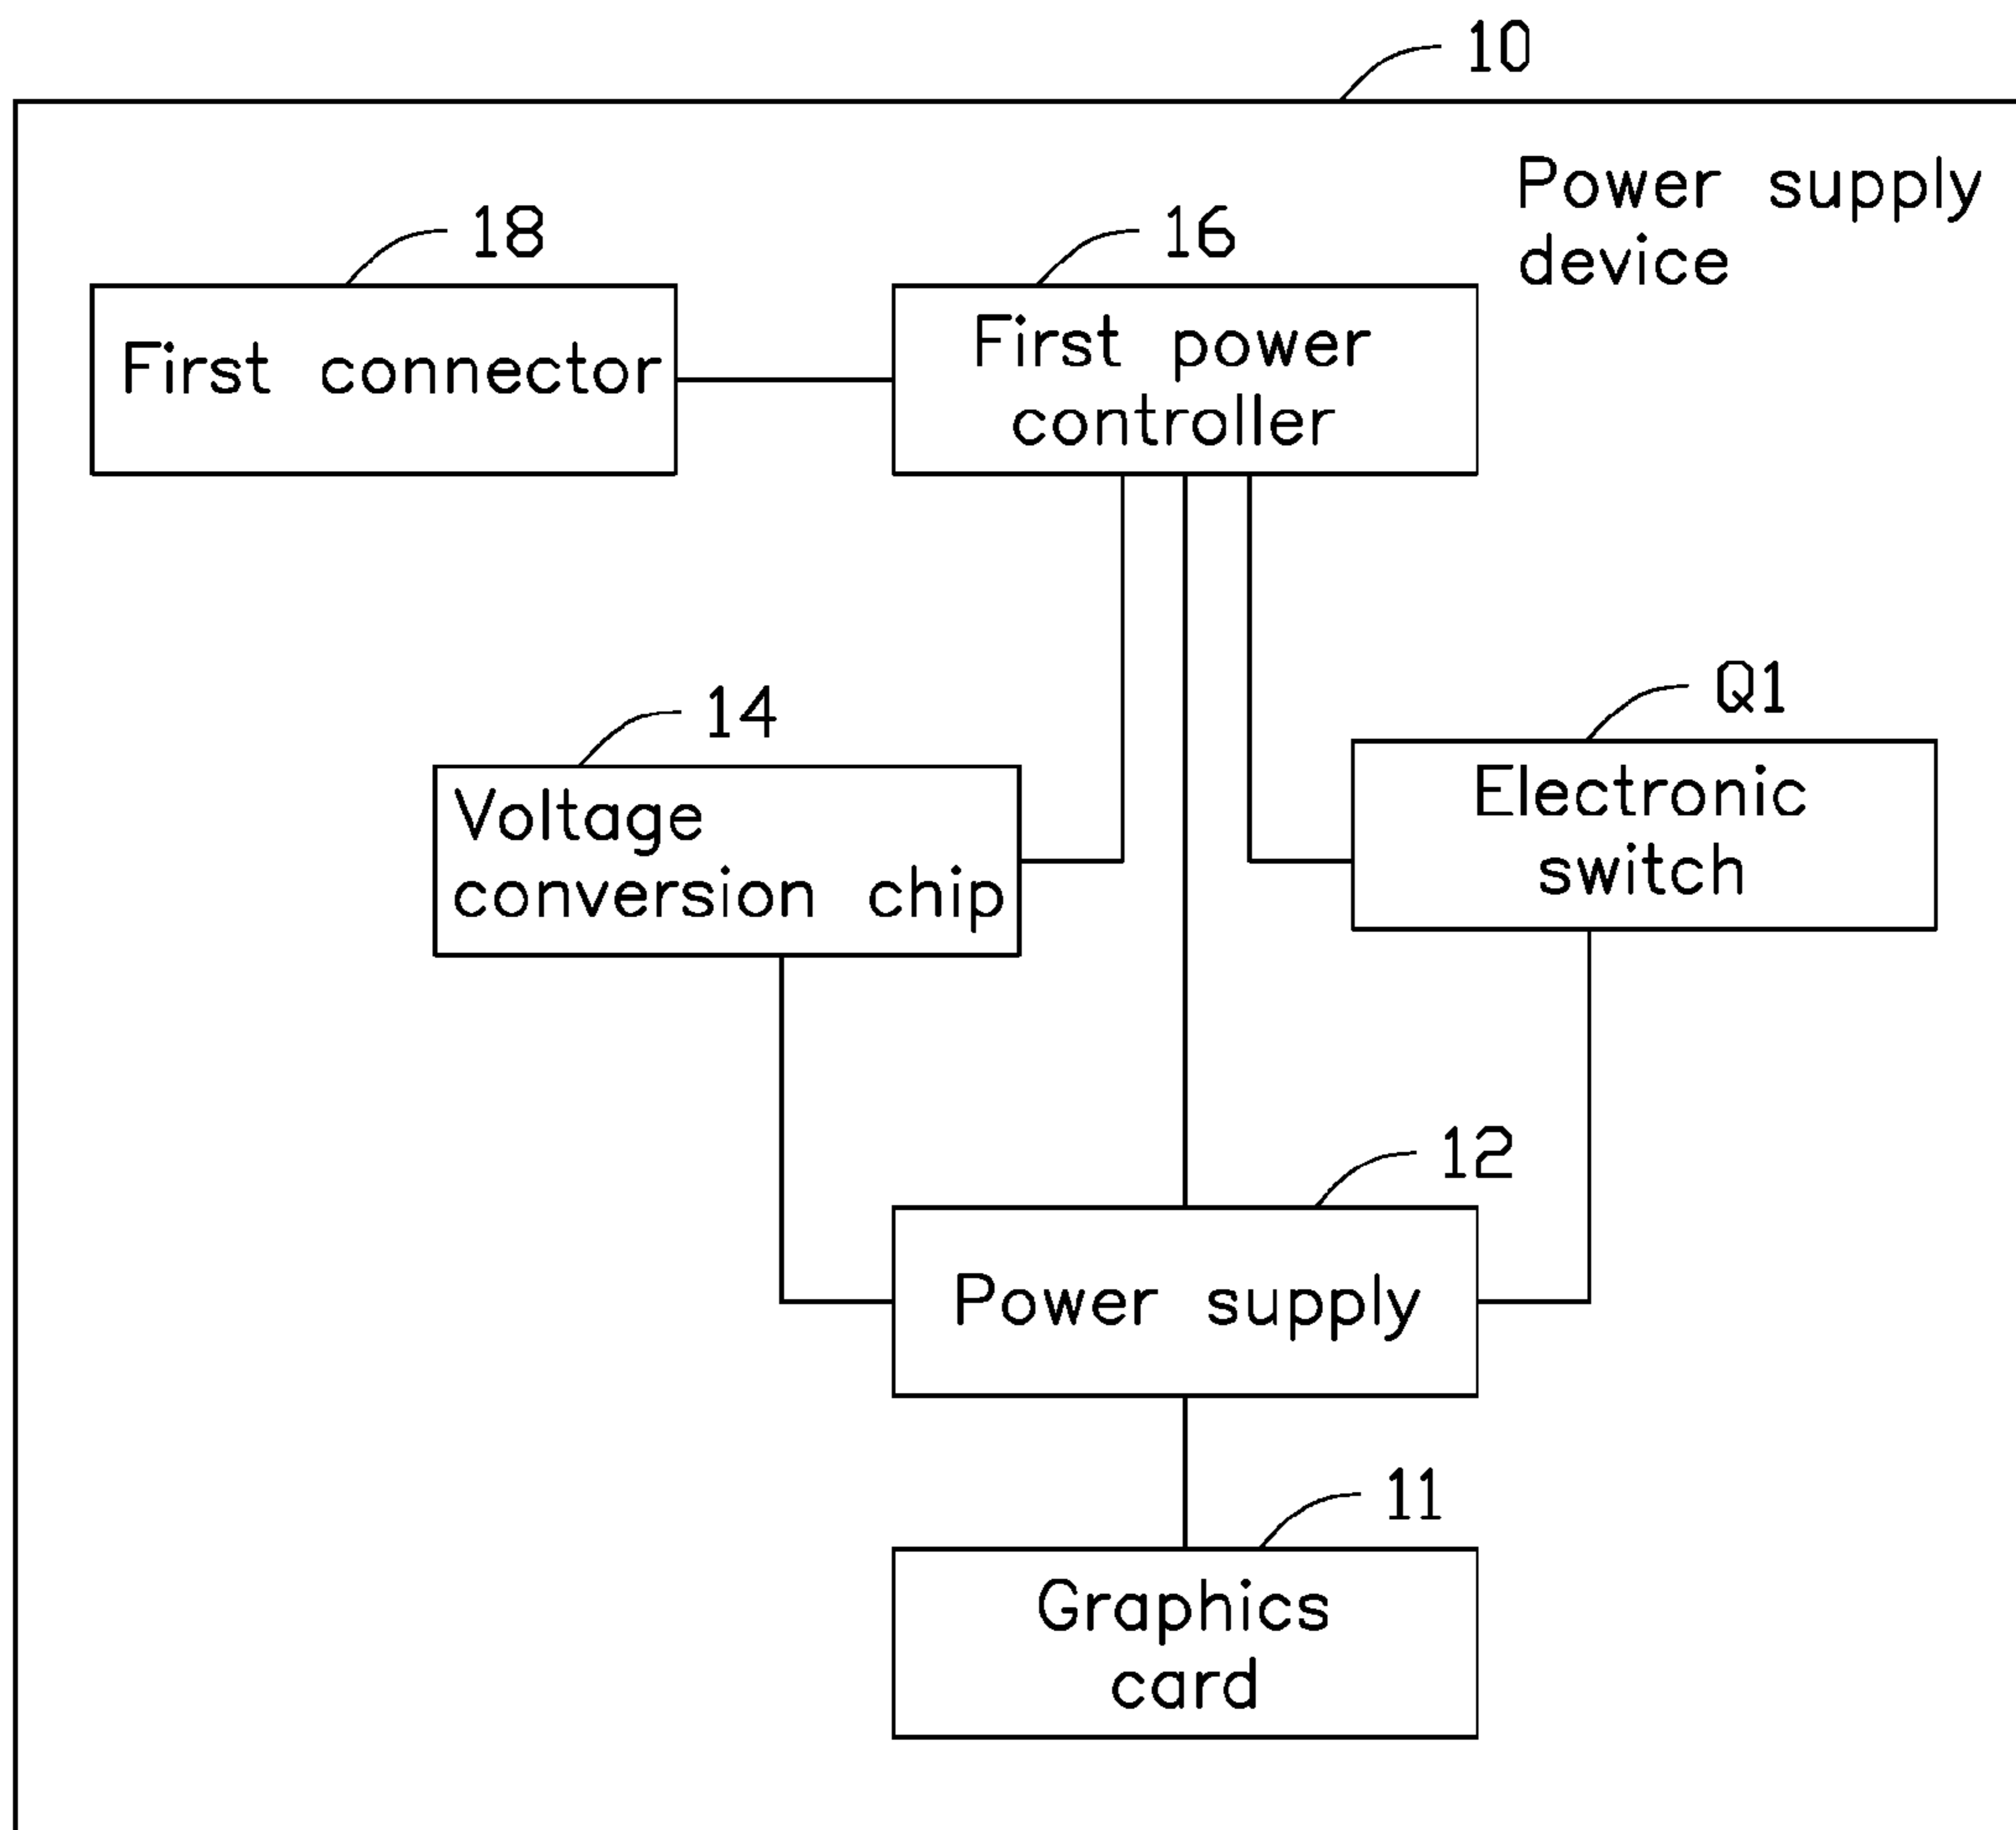 10
Power supply
device
18
16
First connector
First power
controller
14
Q1
Voltage
conversion chip
Electronic
switch
12
Power supply
11
Graphics
card